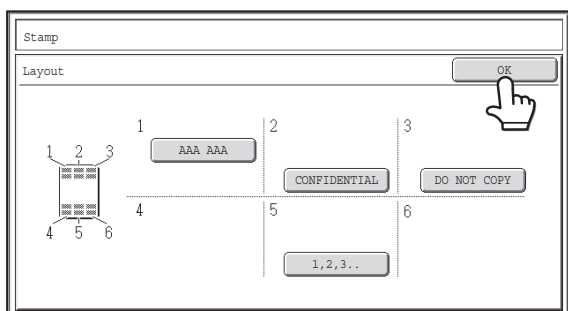 Stamp
Layout
OK
1 2 3
AAA AAA
CONFIDENTIAL
DO NOT COPY
1 2 3
4 5 6
4 5 6
1,2,3..